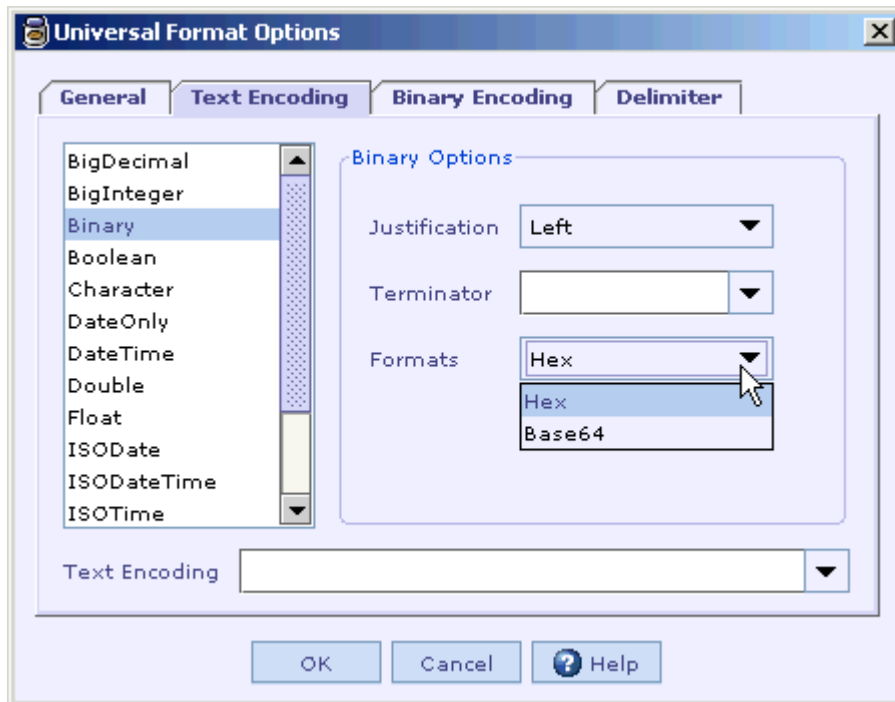 Universal Format Options
General
Text Encoding
Binary Encoding
Delimiter
BigDecimal
BigInteger
Binary
Boolean
Character
DateOnly
DateTime
Double
Float
ISODate
ISODateTime
ISOTime
Binary Options
Justification Left
Terminator
Formats Hex
Hex
Base64
Text Encoding
OK
Cancel
? Help